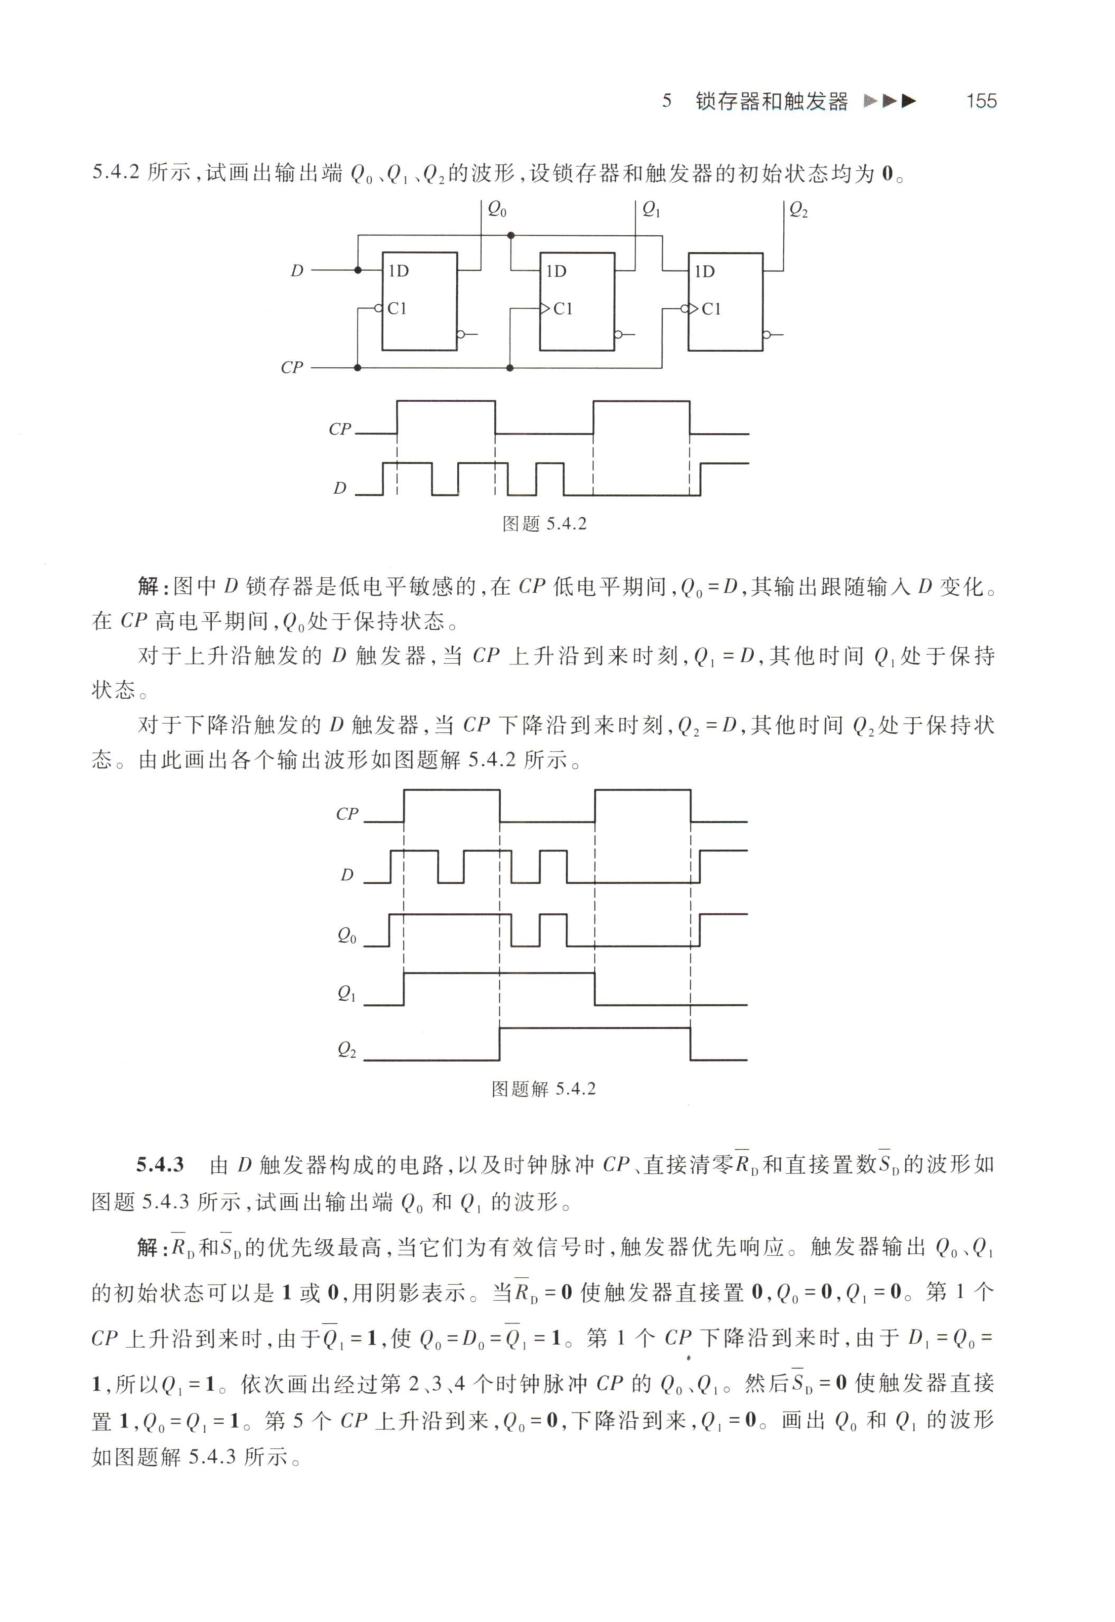 5 锁存器和触发器 ▶▶▶ 155
5.4.2 所示,试画出输出端 Q₀、Q₁、Q₂的波形,设锁存器和触发器的初始状态均为 0。
Q₀ Q₁ Q₂
D 1D 1D 1D
C1 C1 C1
CP
CP
D
图题 5.4.2
解:图中 D 锁存器是低电平敏感的,在 CP 低电平期间,Q₀=D,其输出跟随输入 D 变化。
在 CP 高电平期间,Q₀处于保持状态。
对于上升沿触发的 D 触发器,当 CP 上升沿到来时刻,Q₁=D,其他时间 Q₁处于保持
状态。
对于下降沿触发的 D 触发器,当 CP 下降沿到来时刻,Q₂=D,其他时间 Q₂处于保持状
态。由此画出各个输出波形如图题解 5.4.2 所示。
CP
D
Q₀
Q₁
Q₂
图题解 5.4.2
5.4.3 由 D 触发器构成的电路,以及时钟脉冲 CP、直接清零R̅_D和直接置数S̅_D的波形如
图题 5.4.3 所示,试画出输出端 Q₀ 和 Q₁ 的波形。
解:R̅_D和S̅_D的优先级最高,当它们为有效信号时,触发器优先响应。触发器输出 Q₀、Q₁
的初始状态可以是 1 或 0,用阴影表示。当R̅_D=0 使触发器直接置 0,Q₀=0,Q₁=0。第 1 个
CP 上升沿到来时,由于Q̅₁=1,使 Q₀=D₀=Q̅₁=1。第 1 个 CP 下降沿到来时,由于 D₁=Q₀=
1,所以Q₁=1。依次画出经过第 2、3、4 个时钟脉冲 CP 的 Q₀、Q₁。然后S̅_D=0 使触发器直接
置 1,Q₀=Q₁=1。第 5 个 CP 上升沿到来,Q₀=0,下降沿到来,Q₁=0。画出 Q₀ 和 Q₁ 的波形
如图题解 5.4.3 所示。